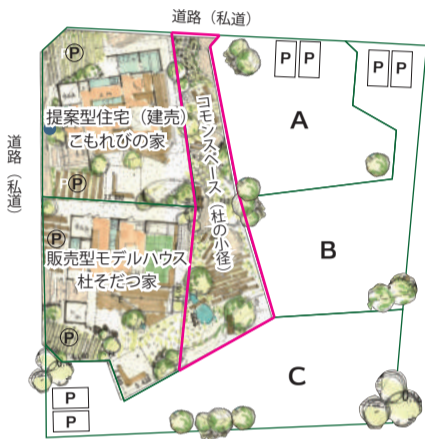 道路（私道）
P
P P
P P
提案型住宅（建売）
こもれびの家
A
コモンスペース（杜の小径）
道路（私道）
P
P
販売型モデルハウス
杜そだつ家
B
P
C
P
P